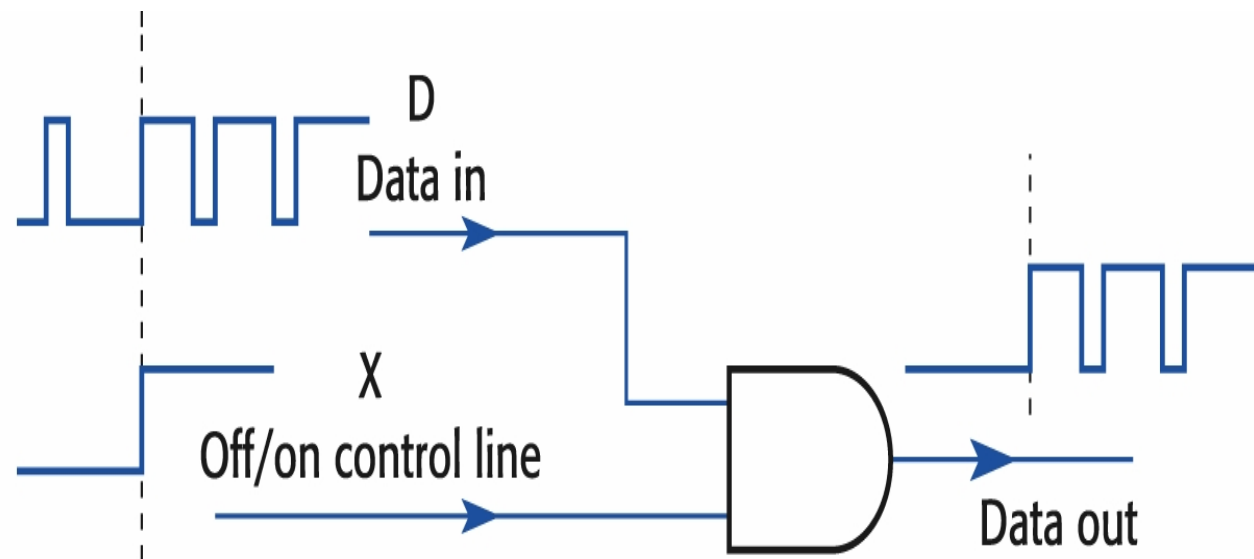 D
Data in
X
Off/on control line
Data out